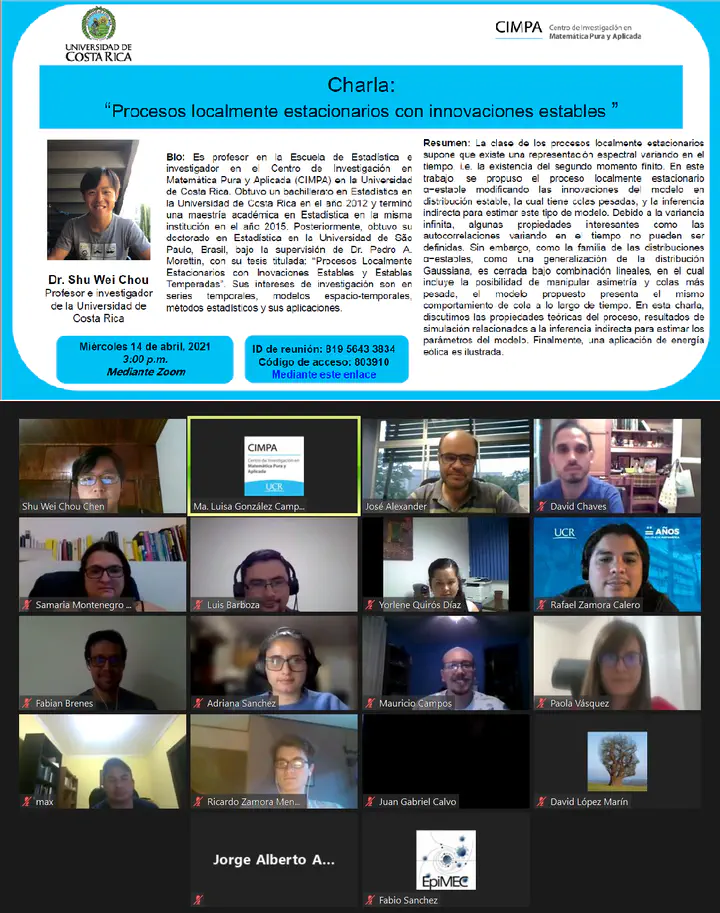 UNIVERSIDAD DE
COSTA RICA
CIMPA
Centro de Investigación en
Matemática Pura y Aplicada
Charla:
“Procesos localmente estacionarios con innovaciones estables ”
Dr. Shu Wei Chou
Profesor e investigador
de la Universidad de
Costa Rica
Bio: Es profesor en la Escuela de Estadística e
investigador en el Centro de Investigación en
Matemática Pura y Aplicada (CIMPA) en la Universidad
de Costa Rica. Obtuvo un bachillerato en Estadística en
la Universidad de Costa Rica en el año 2012 y terminó
una maestría académica en Estadística en la misma
institución en el año 2015. Posteriormente, obtuvo su
doctorado en Estadística en la Universidad de São
Paulo, Brasil, bajo la supervisión de Dr. Pedro A.
Morettin, con su tesis titulada: “Procesos Localmente
Estacionarios con Inovaciones Estables y Estables
Temperadas”. Sus intereses de investigación son en
series temporales, modelos espacio-temporales,
métodos estadísticos y sus aplicaciones.
Resumen: La clase de los procesos localmente estacionarios
supone que existe una representación espectral variando en el
tiempo, i.e. la existencia del segundo momento finito. En este
trabajo se propuso el proceso localmente estacionario
α-estable modificando las innovaciones del modelo en
distribución estable, la cual tiene colas pesadas, y la inferencia
indirecta para estimar este tipo de modelo. Debido a la varianza
infinita, algunas propiedades interesantes como las
autocorrelaciones variando en el tiempo no pueden ser
definidas. Sin embargo, como la familia de las distribuciones
α-estables, como una generalización de la distribución
Gaussiana, es cerrada bajo combinación lineales, en el cual
incluye la posibilidad de manipular asimetría y colas más
pesada, el modelo propuesto presenta el mismo
comportamiento de cola a lo largo de tiempo. En esta charla,
discutimos las propiedades teóricas del proceso, resultados de
simulación relacionados a la inferencia indirecta para estimar los
parámetros del modelo. Finalmente, una aplicación de energía
eólica es ilustrada.
Miércoles 14 de abril, 2021
3:00 p.m.
Mediante Zoom
ID de reunión: 819 5643 3834
Código de acceso: 803910
Mediante este enlace
Shu Wei Chou Chen
CIMPA
Centro de Investigación en
Matemática Pura y
Aplicada
UCR
Ma. Luisa González Camp...
José Alexander
David Chaves
Samaria Montenegro ...
Luis Barboza
Yorlene Quirós Díaz
UCR
AÑOS
Rafael Zamora Calero
Fabian Brenes
Adriana Sanchez
Mauricio Campos
Paola Vásquez
max
Ricardo Zamora Men...
Juan Gabriel Calvo
David López Marín
Jorge Alberto A...
EpiMEC
Fabio Sanchez